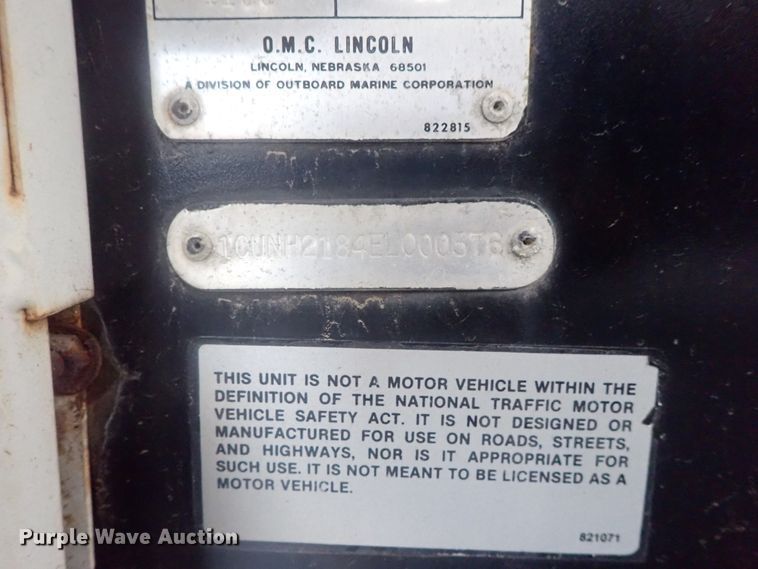 O.M.C. LINCOLN
LINCOLN, NEBRASKA 68501
A DIVISION OF OUTBOARD MARINE CORPORATION
822815
THIS UNIT IS NOT A MOTOR VEHICLE WITHIN THE
DEFINITION OF THE NATIONAL TRAFFIC MOTOR
VEHICLE SAFETY ACT. IT IS NOT DESIGNED OR
MANUFACTURED FOR USE ON ROADS, STREETS,
AND HIGHWAYS, NOR IS IT APPROPRIATE FOR
SUCH USE. IT IS NOT MEANT TO BE LICENSED AS A
MOTOR VEHICLE.
821071
Purple Wave Auction